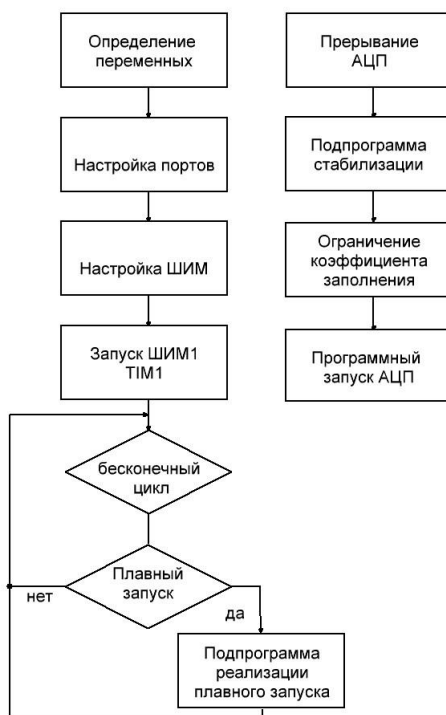 Определение
переменных
Настройка портов
Настройка ШИМ
Запуск ШИМ1
TIM1
бесконечный
цикл
Плавный
запуск
нет
да
Подпрограмма
реализации
плавного запуска
Прерывание
АЦП
Подпрограмма
стабилизации
Ограничение
коэффициента
заполнения
Программный
запуск АЦП